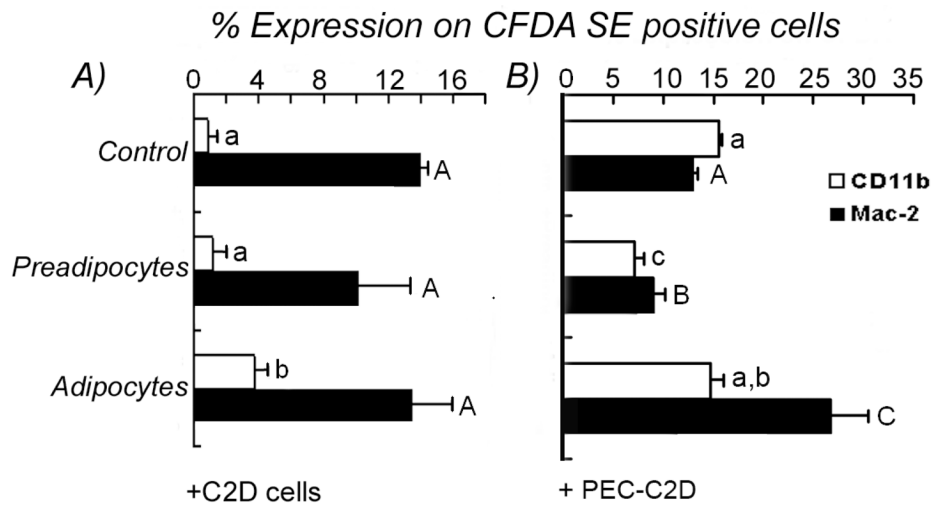 % Expression on CFDA SE positive cells
A)
0 4 8 13 16
B)
0 5 10 15 20 25 30 35
Control
a
A
a
A
CD11b
Mac-2
Preadipocytes
a
A
c
B
Adipocytes
b
A
a,b
C
+C2D cells
+ PEC-C2D